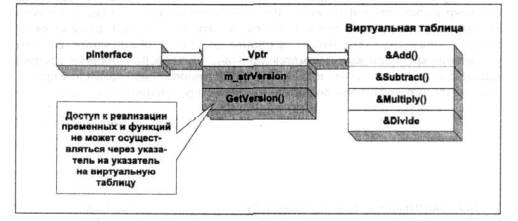 Виртуальная таблица
pInterface
_Vptr
&Add()
m_strVersion
&Subtract()
GetVersion()
&Multiply()
&Divide
Доступ к реализации
пременных и функций
не может осущест-
вляться через указа-
тель на указатель
на виртуальную
таблицу